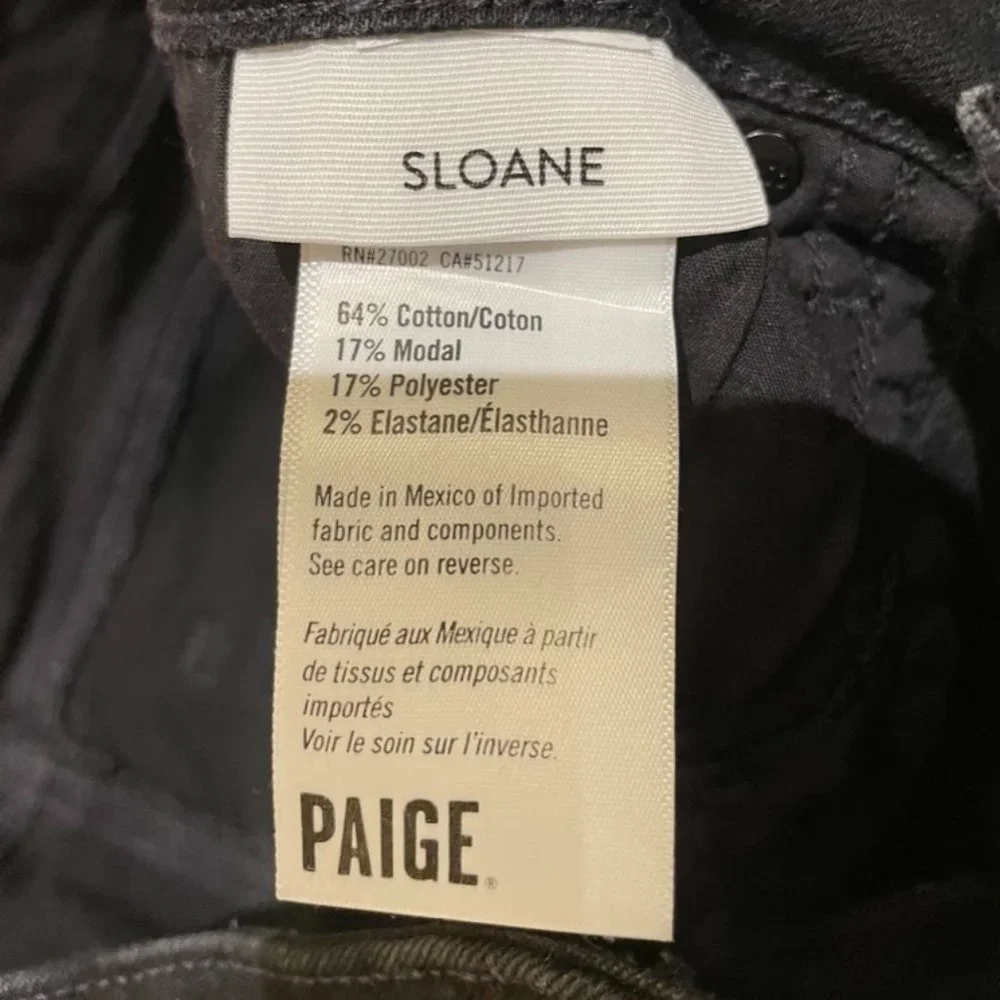 SLOANE
RN#27002 CA#51217
64% Cotton/Coton
17% Modal
17% Polyester
2% Elastane/Élasthanne
Made in Mexico of Imported
fabric and components.
See care on reverse.
Fabriqué aux Mexique à partir
de tissus et composants
importés
Voir le soin sur l'inverse.
PAIGE®